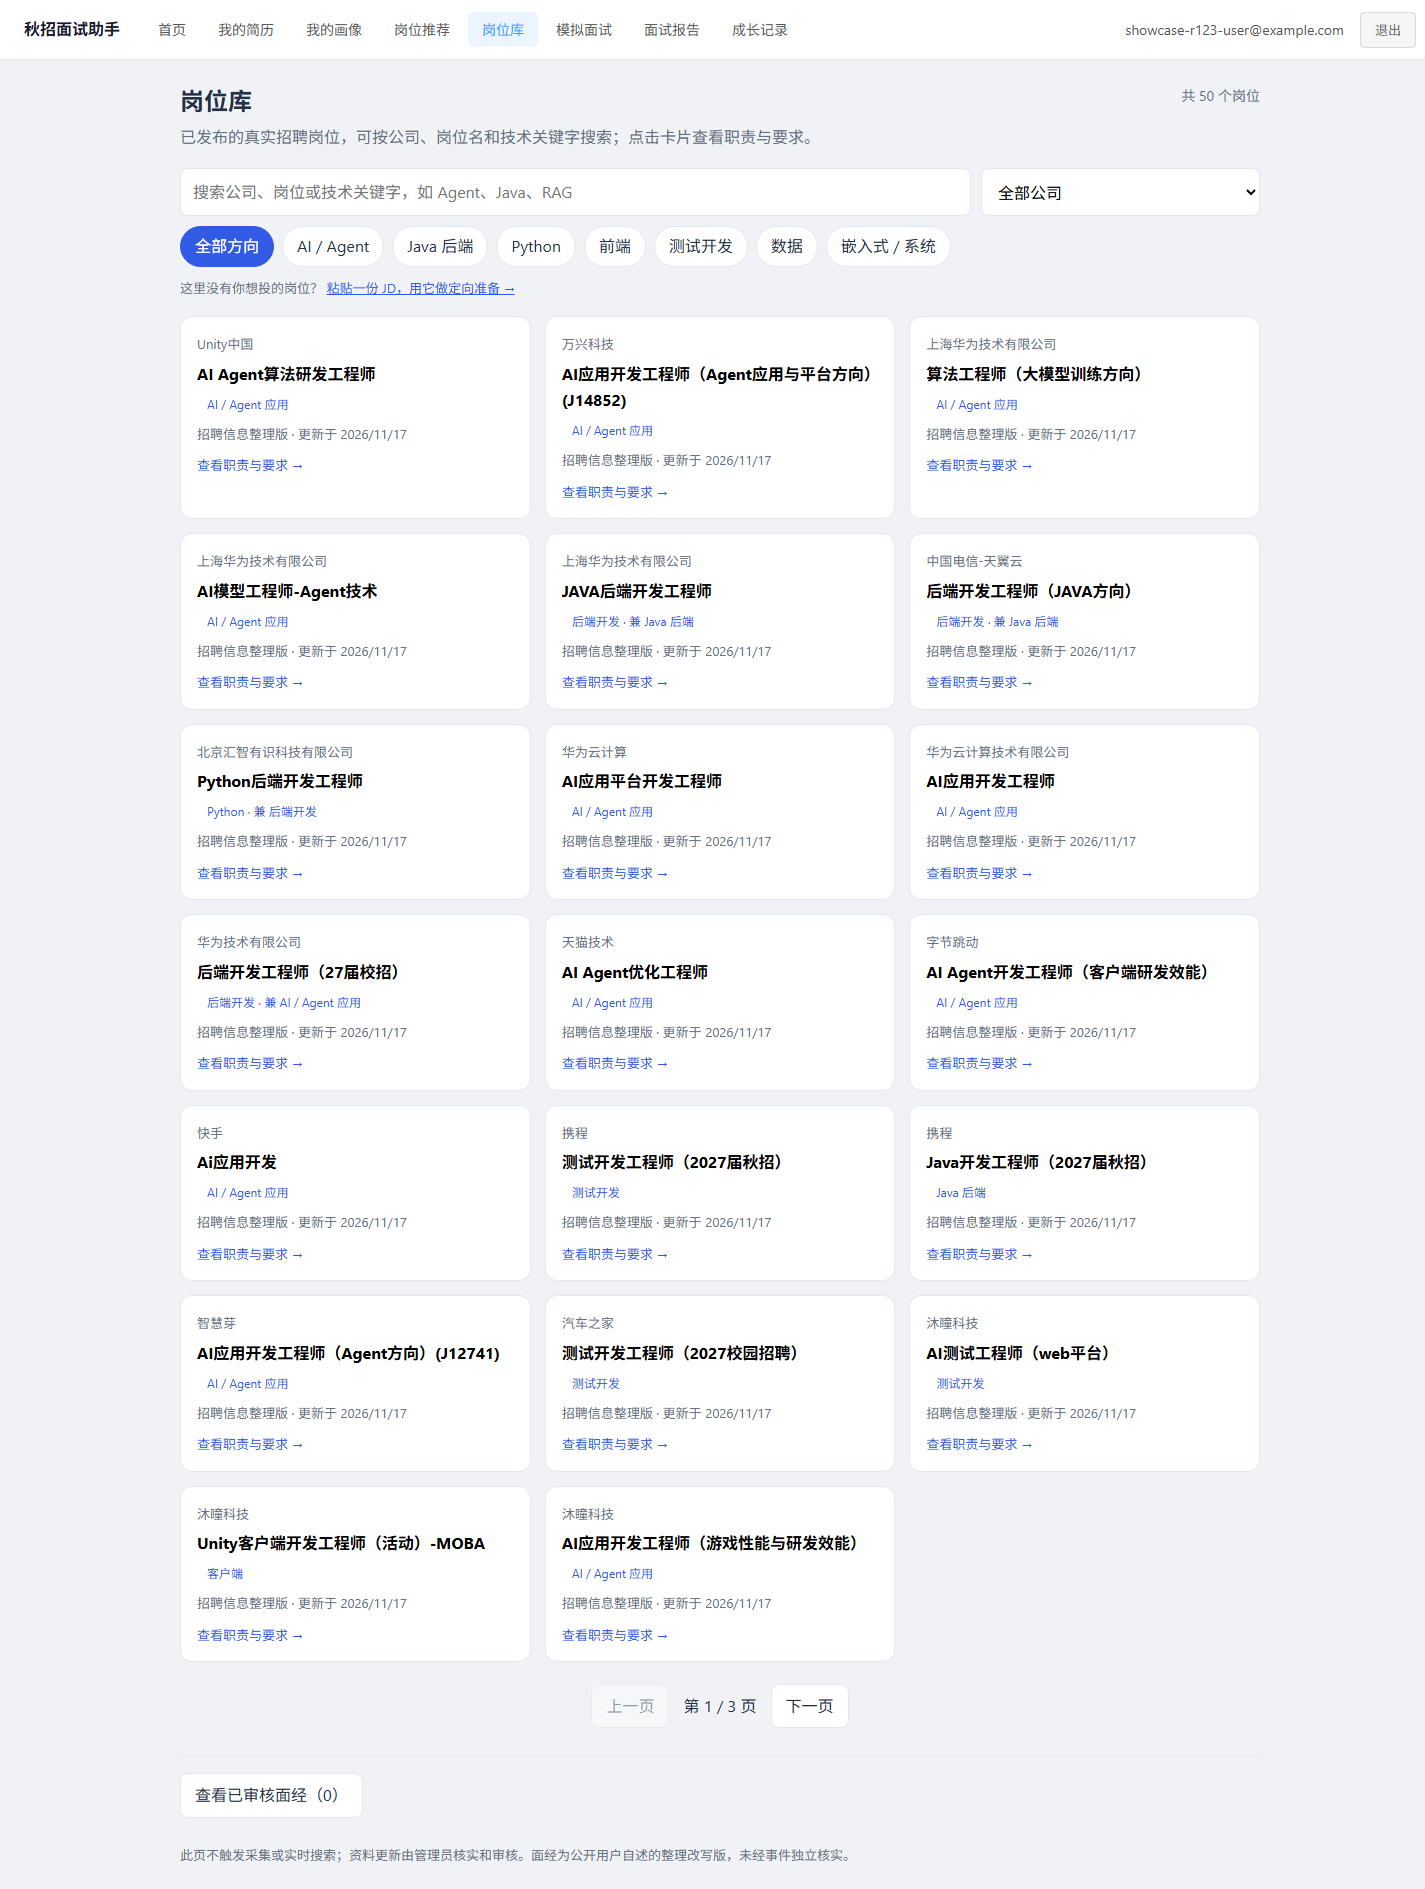 秋招面试助手 首页 我的简历 我的画像 岗位推荐 岗位库 模拟面试 面试报告 成长记录 showcase-r123-user@example.com 退出
岗位库
共 50 个岗位
已发布的真实招聘岗位，可按公司、岗位名和技术关键字搜索；点击卡片查看职责与要求。
搜索公司、岗位或技术关键字，如 Agent、Java、RAG
全部公司
全部方向 AI / Agent Java 后端 Python 前端 测试开发 数据 嵌入式 / 系统
这里没有你想投的岗位？ 粘贴一份 JD，用它做定向准备 →
Unity中国
AI Agent算法研发工程师
AI / Agent 应用
招聘信息整理版 · 更新于 2026/11/17
查看职责与要求 →
万兴科技
AI应用开发工程师（Agent应用与平台方向）
(J14852)
AI / Agent 应用
招聘信息整理版 · 更新于 2026/11/17
查看职责与要求 →
上海华为技术有限公司
算法工程师（大模型训练方向）
AI / Agent 应用
招聘信息整理版 · 更新于 2026/11/17
查看职责与要求 →
上海华为技术有限公司
AI模型工程师-Agent技术
AI / Agent 应用
招聘信息整理版 · 更新于 2026/11/17
查看职责与要求 →
上海华为技术有限公司
JAVA后端开发工程师
后端开发 · 兼 Java 后端
招聘信息整理版 · 更新于 2026/11/17
查看职责与要求 →
中国电信-天翼云
后端开发工程师（JAVA方向）
后端开发 · 兼 Java 后端
招聘信息整理版 · 更新于 2026/11/17
查看职责与要求 →
北京汇智有识科技有限公司
Python后端开发工程师
Python · 兼 后端开发
招聘信息整理版 · 更新于 2026/11/17
查看职责与要求 →
华为云计算
AI应用平台开发工程师
AI / Agent 应用
招聘信息整理版 · 更新于 2026/11/17
查看职责与要求 →
华为云计算技术有限公司
AI应用开发工程师
AI / Agent 应用
招聘信息整理版 · 更新于 2026/11/17
查看职责与要求 →
华为技术有限公司
后端开发工程师（27届校招）
后端开发 · 兼 AI / Agent 应用
招聘信息整理版 · 更新于 2026/11/17
查看职责与要求 →
天猫技术
AI Agent优化工程师
AI / Agent 应用
招聘信息整理版 · 更新于 2026/11/17
查看职责与要求 →
字节跳动
AI Agent开发工程师（客户端研发效能）
AI / Agent 应用
招聘信息整理版 · 更新于 2026/11/17
查看职责与要求 →
快手
Ai应用开发
AI / Agent 应用
招聘信息整理版 · 更新于 2026/11/17
查看职责与要求 →
携程
测试开发工程师（2027届秋招）
测试开发
招聘信息整理版 · 更新于 2026/11/17
查看职责与要求 →
携程
Java开发工程师（2027届秋招）
Java 后端
招聘信息整理版 · 更新于 2026/11/17
查看职责与要求 →
智慧芽
AI应用开发工程师（Agent方向）(J12741)
AI / Agent 应用
招聘信息整理版 · 更新于 2026/11/17
查看职责与要求 →
汽车之家
测试开发工程师（2027校园招聘）
测试开发
招聘信息整理版 · 更新于 2026/11/17
查看职责与要求 →
沐瞳科技
AI测试工程师（web平台）
测试开发
招聘信息整理版 · 更新于 2026/11/17
查看职责与要求 →
沐瞳科技
Unity客户端开发工程师（活动）-MOBA
客户端
招聘信息整理版 · 更新于 2026/11/17
查看职责与要求 →
沐瞳科技
AI应用开发工程师（游戏性能与研发效能）
AI / Agent 应用
招聘信息整理版 · 更新于 2026/11/17
查看职责与要求 →
上一页 第 1 / 3 页 下一页
查看已审核面经（0）
此页不触发采集或实时搜索；资料更新由管理员核实和审核。面经为公开用户自述的整理改写版，未经事件独立核实。